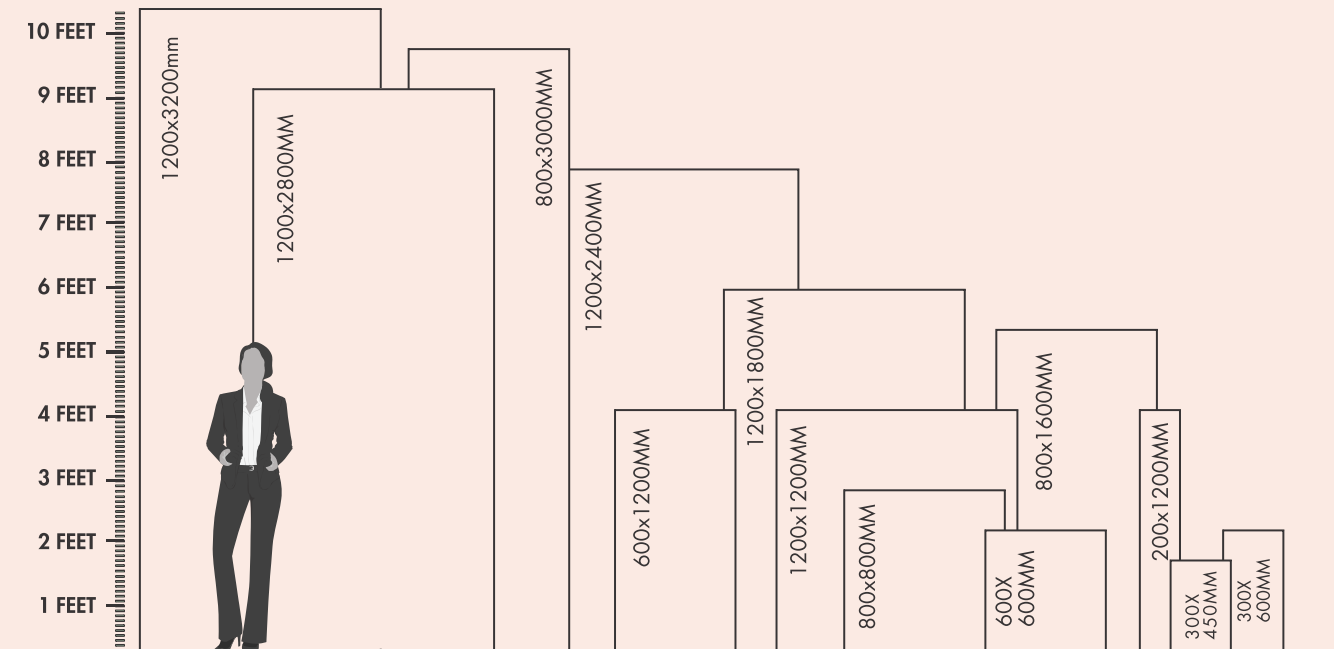 10 FEET
9 FEET
8 FEET
7 FEET
6 FEET
5 FEET
4 FEET
3 FEET
2 FEET
1 FEET
1200x3200mm
1200x2800MM
800x3000MM
1200x2400MM
600x1200MM
1200x1800MM
1200x1200MM
800x800MM
600X
600MM
800x1600MM
200x1200MM
300X
450MM
300X
600MM